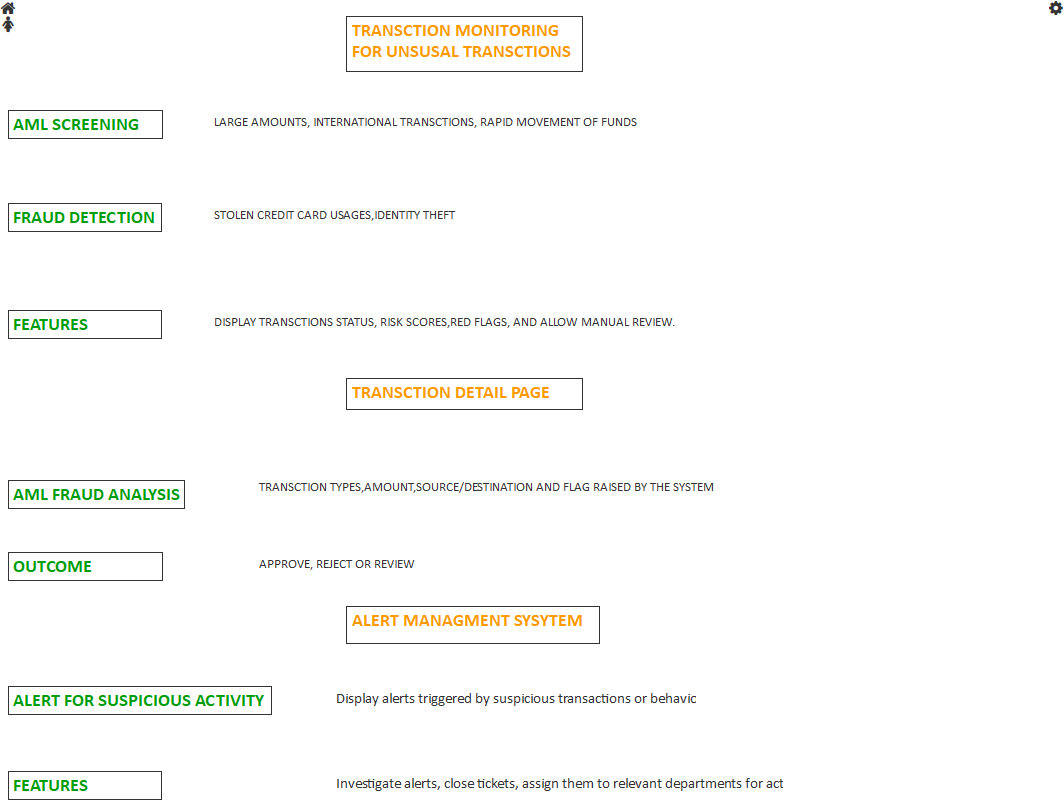 TRANSCTION MONITORING
FOR UNSUSAL TRANSCTIONS
AML SCREENING
LARGE AMOUNTS, INTERNATIONAL TRANSCTIONS, RAPID MOVEMENT OF FUNDS
FRAUD DETECTION
STOLEN CREDIT CARD USAGES,IDENTITY THEFT
FEATURES
DISPLAY TRANSCTIONS STATUS, RISK SCORES,RED FLAGS, AND ALLOW MANUAL REVIEW.
TRANSCTION DETAIL PAGE
AML FRAUD ANALYSIS
TRANSCTION TYPES,AMOUNT,SOURCE/DESTINATION AND FLAG RAISED BY THE SYSTEM
OUTCOME
APPROVE, REJECT OR REVIEW
ALERT MANAGMENT SYSYTEM
ALERT FOR SUSPICIOUS ACTIVITY
Display alerts triggered by suspicious transactions or behavic
FEATURES
Investigate alerts, close tickets, assign them to relevant departments for act